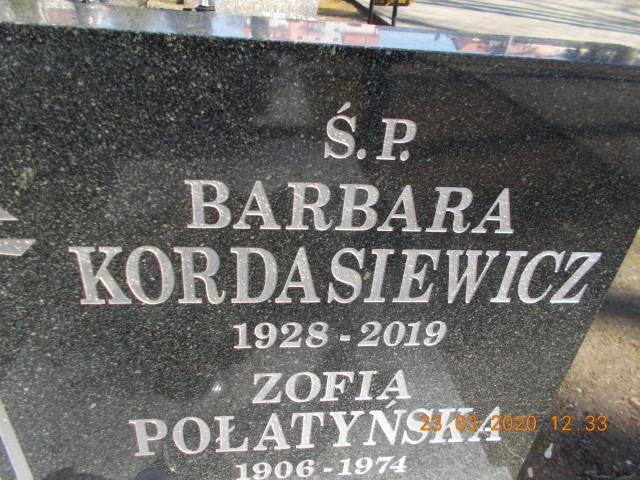 Ś.P.
BARBARA
KORDASIEWICZ
1928 - 2019
ZOFIA
POŁATYŃSKA
1906 - 1974
23.03.2020 12.33